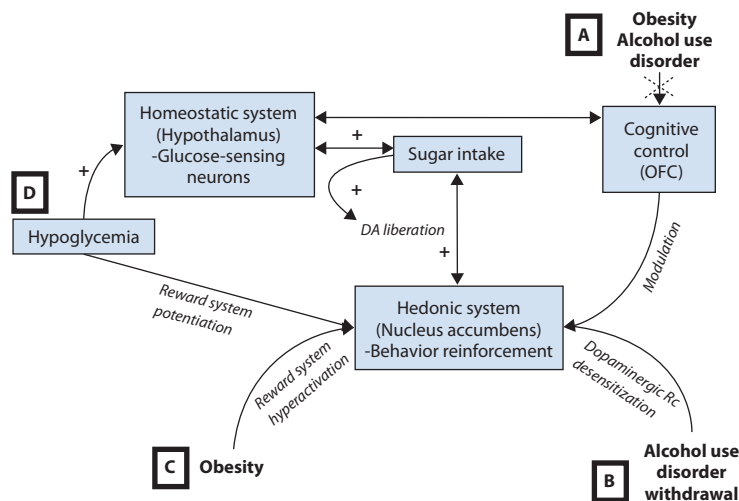 A
Obesity
Alcohol use
disorder
Homeostatic system
(Hypothalamus)
-Glucose-sensing
neurons
+
Sugar intake
Cognitive
control
(OFC)
+
+
D
Hypoglycemia
DA liberation
+
Modulation
Reward system
potentiation
Hedonic system
(Nucleus accumbens)
-Behavior reinforcement
Reward system
hyperactivation
Dopaminergic Rc
desensitization
C
Obesity
B
Alcohol use
disorder
withdrawal